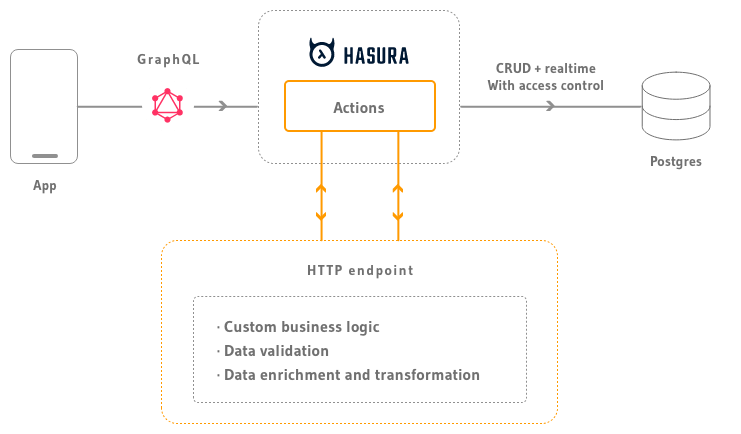 GraphQL
HASURA
Actions
CRUD + realtime
With access control
App
Postgres
HTTP endpoint
· Custom business logic
· Data validation
· Data enrichment and transformation